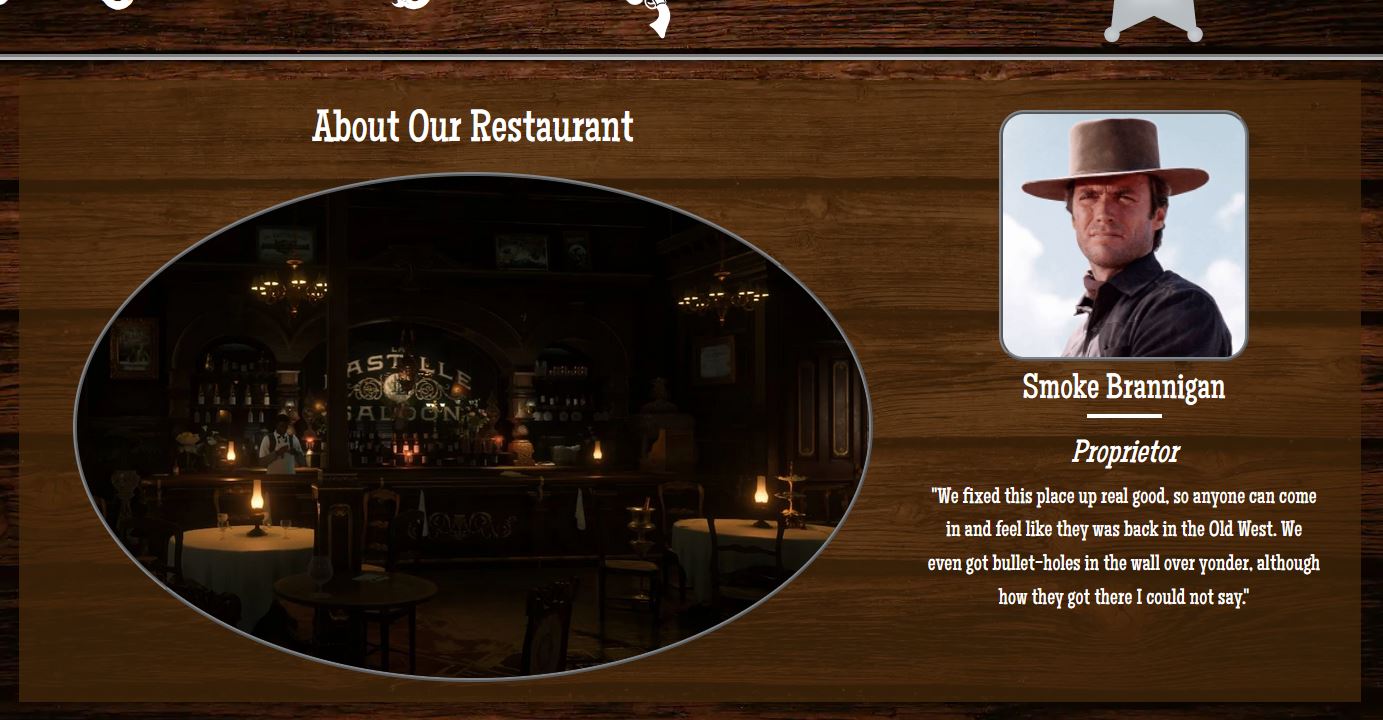 About Our Restaurant
BASTILLE
SALOON
Smoke Brannigan
Proprietor
"We fixed this place up real good, so anyone can come
in and feel like they was back in the Old West. We
even got bullet-holes in the wall over yonder, although
how they got there I could not say."